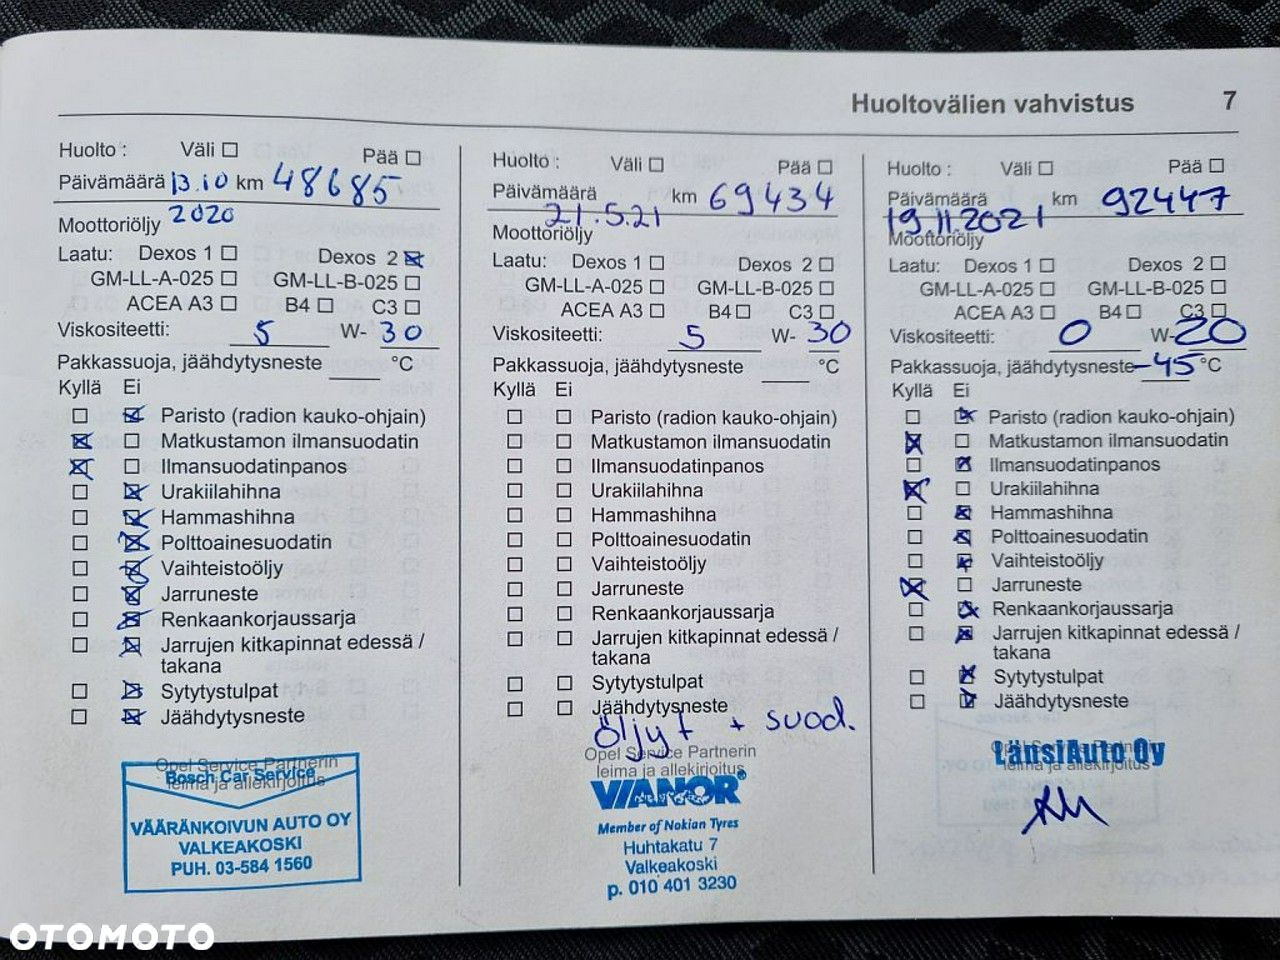 Huoltovälien vahvistus 7
Huolto : Väli Pää
Päivämäärä 13.10 km 48685
2020
Moottoriöljy
Laatu: Dexos 1 Dexos 2
GM-LL-A-025 GM-LL-B-025
ACEA A3 B4 C3
Viskositeetti: 5 W- 30
Pakkassuoja, jäähdytysneste °C
Kyllä Ei
Paristo (radion kauko-ohjain)
Matkustamon ilmansuodatin
Ilmansuodatinpanos
Urakiilahihna
Hammashihna
Polttoainesuodatin
Vaihteistoöljy
Jarruneste
Renkaankorjaussarja
Jarrujen kitkapinnat edessä /
takana
Sytytystulpat
Jäähdytysneste
Opel Service Partnerin
leima ja allekirjoitus
Bosch Car Service
VÄÄRÄNKOIVUN AUTO OY
VALKEAKOSKI
PUH. 03-584 1560
Huolto : Väli Pää
Päivämäärä km 69434
21.5.21
Moottoriöljy
Laatu: Dexos 1 Dexos 2
GM-LL-A-025 GM-LL-B-025
ACEA A3 B4 C3
Viskositeetti: 5 W- 30
Pakkassuoja, jäähdytysneste °C
Kyllä Ei
Paristo (radion kauko-ohjain)
Matkustamon ilmansuodatin
Ilmansuodatinpanos
Urakiilahihna
Hammashihna
Polttoainesuodatin
Vaihteistoöljy
Jarruneste
Renkaankorjaussarja
Jarrujen kitkapinnat edessä /
takana
Sytytystulpat
Jäähdytysneste
Öljyt + suod.
Opel Service Partnerin
leima ja allekirjoitus
VIANOR®
Member of Nokian Tyres
Huhtakatu 7
Valkeakoski
p. 010 401 3230
Huolto : Väli Pää
Päivämäärä km 92447
19.11.2021
Moottoriöljy
Laatu: Dexos 1 Dexos 2
GM-LL-A-025 GM-LL-B-025
ACEA A3 B4 C3
Viskositeetti: 0 W- 20
Pakkassuoja, jäähdytysneste -45 °C
Kyllä Ei
Paristo (radion kauko-ohjain)
Matkustamon ilmansuodatin
Ilmansuodatinpanos
Urakiilahihna
Hammashihna
Polttoainesuodatin
Vaihteistoöljy
Jarruneste
Renkaankorjaussarja
Jarrujen kitkapinnat edessä /
takana
Sytytystulpat
Jäähdytysneste
Opel Service Partnerin
LänsiAuto Oy
leima ja allekirjoitus
OTOMOTO